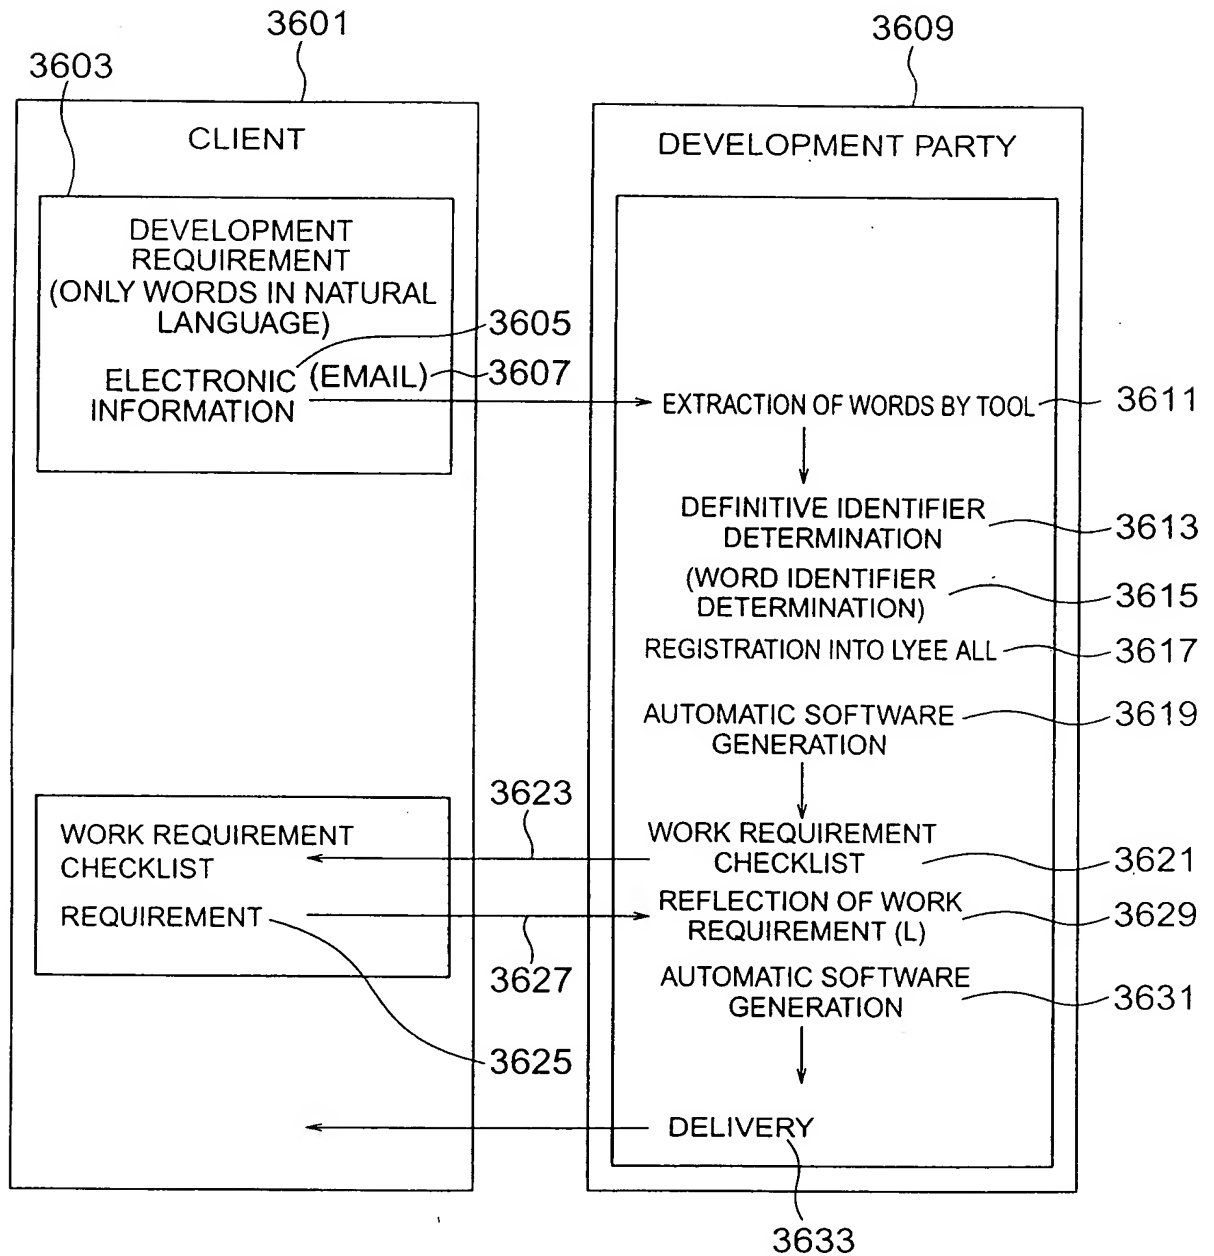 3601
3609
3603
CLIENT
DEVELOPMENT PARTY
DEVELOPMENT
REQUIREMENT
(ONLY WORDS IN NATURAL
LANGUAGE)
3605
ELECTRONIC (EMAIL) 3607
INFORMATION
EXTRACTION OF WORDS BY TOOL 3611
DEFINITIVE IDENTIFIER
DETERMINATION 3613
(WORD IDENTIFIER
DETERMINATION) 3615
REGISTRATION INTO LYEE ALL 3617
AUTOMATIC SOFTWARE 3619
GENERATION
3623
WORK REQUIREMENT
CHECKLIST
WORK REQUIREMENT
CHECKLIST 3621
REQUIREMENT
REFLECTION OF WORK
REQUIREMENT (L) 3629
3627
AUTOMATIC SOFTWARE
GENERATION 3631
3625
DELIVERY
3633